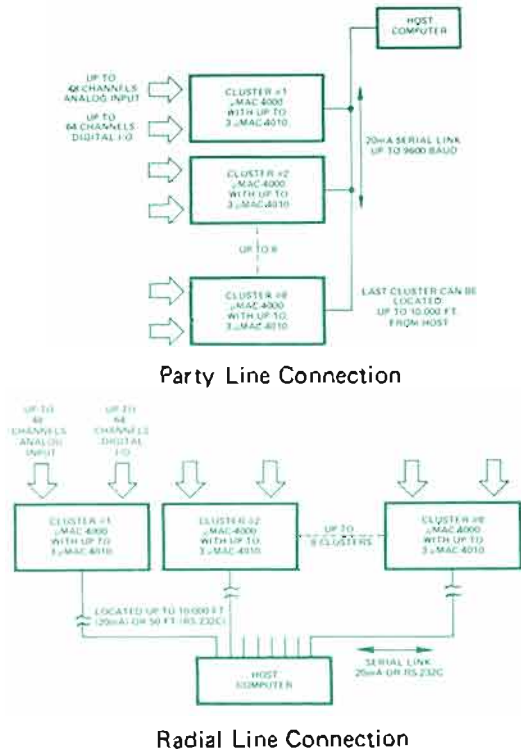 HOST
COMPUTER
UP TO
48 CHANNELS
ANALOG INPUT
UP TO
64 CHANNELS
DIGITAL I/O
CLUSTER #1
µMAC-4000
WITH UP TO
3 µMAC-4010
20mA SERIAL LINK
UP TO 9600 BAUD
CLUSTER #2
µMAC-4000
WITH UP TO
3 µMAC-4010
UP TO 8
CLUSTER #8
µMAC-4000
WITH UP TO
3 µMAC-4010
LAST CLUSTER CAN BE
LOCATED
UP TO 10,000 FT.
FROM HOST
Party Line Connection
UP TO
48
CHANNELS
ANALOG
INPUT
UP TO
64
CHANNELS
DIGITAL
I/O
CLUSTER #1
µMAC-4000
WITH UP TO
3 µMAC-4010
CLUSTER #2
µMAC-4000
WITH UP TO
3 µMAC-4010
UP TO
8 CLUSTERS
CLUSTER #8
µMAC-4000
WITH UP TO
3 µMAC-4010
LOCATED UP TO 10,000 FT
(20mA) OR 50 FT (RS 232C)
HOST
COMPUTER
SERIAL LINK
20mA OR RS-232C
Radial Line Connection